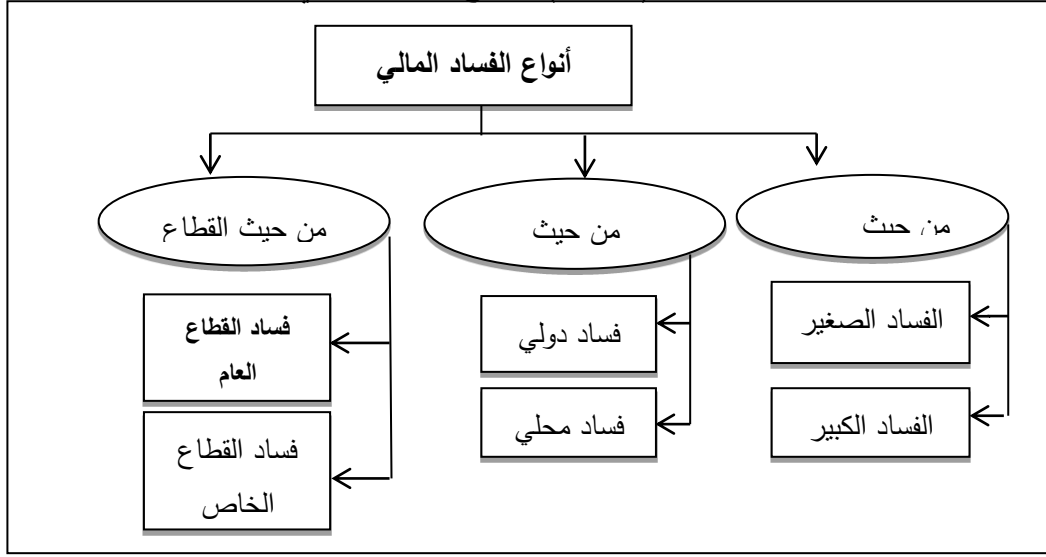 أنواع الفساد المالي
من حيث
من حيث
من حيث القطاع
الفساد الصغير
الفساد الكبير
فساد دولي
فساد محلي
فساد القطاع
العام
فساد القطاع
الخاص